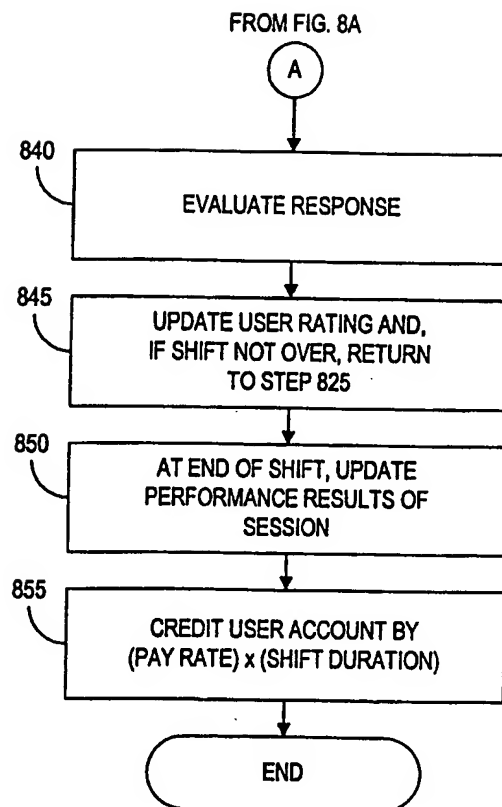 FROM FIG. 8A
A
840
EVALUATE RESPONSE
845
UPDATE USER RATING AND,
IF SHIFT NOT OVER, RETURN
TO STEP 825
850
AT END OF SHIFT, UPDATE
PERFORMANCE RESULTS OF
SESSION
855
CREDIT USER ACCOUNT BY
(PAY RATE) x (SHIFT DURATION)
END